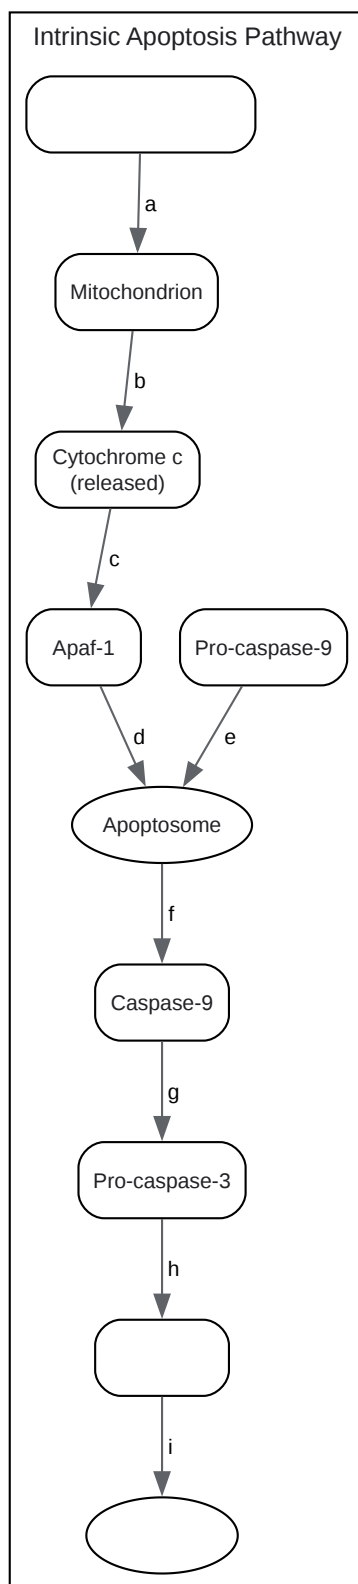 Intrinsic Apoptosis Pathway
a
Mitochondrion
b
Cytochrome c
(released)
c
Apaf-1
Pro-caspase-9
d
e
Apoptosome
f
Caspase-9
g
Pro-caspase-3
h
i